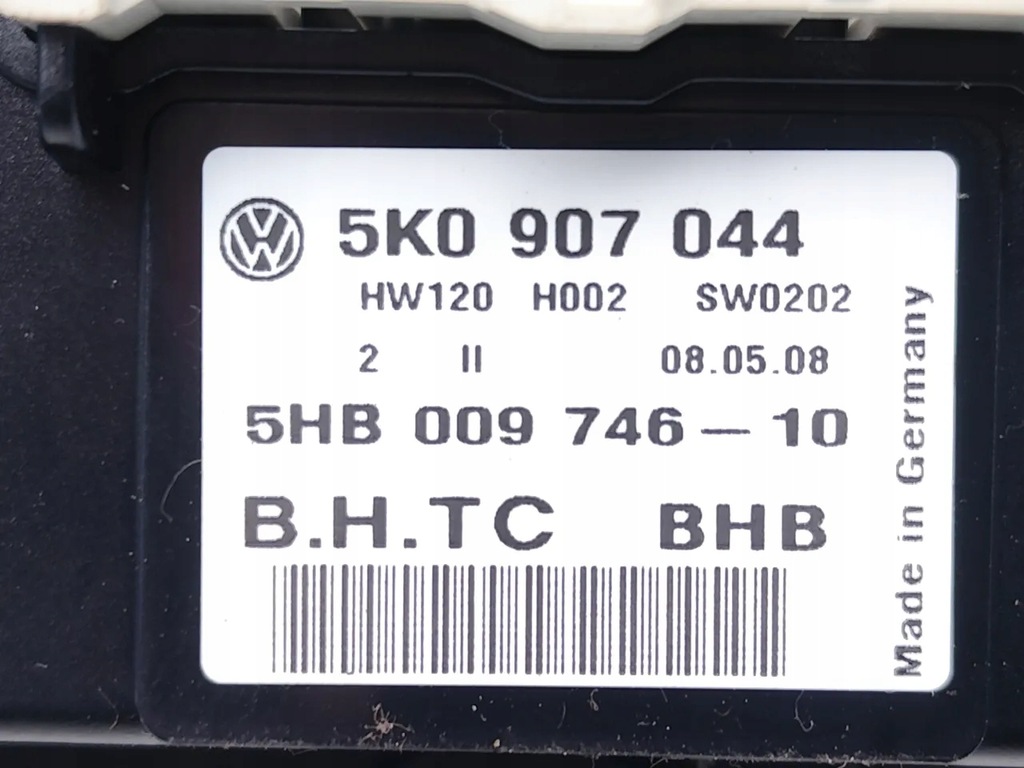 5K0 907 044
HW120 H002 SW0202
2 II 08.05.08
5HB 009 746 — 10
B.H.TC BHB
Made in Germany